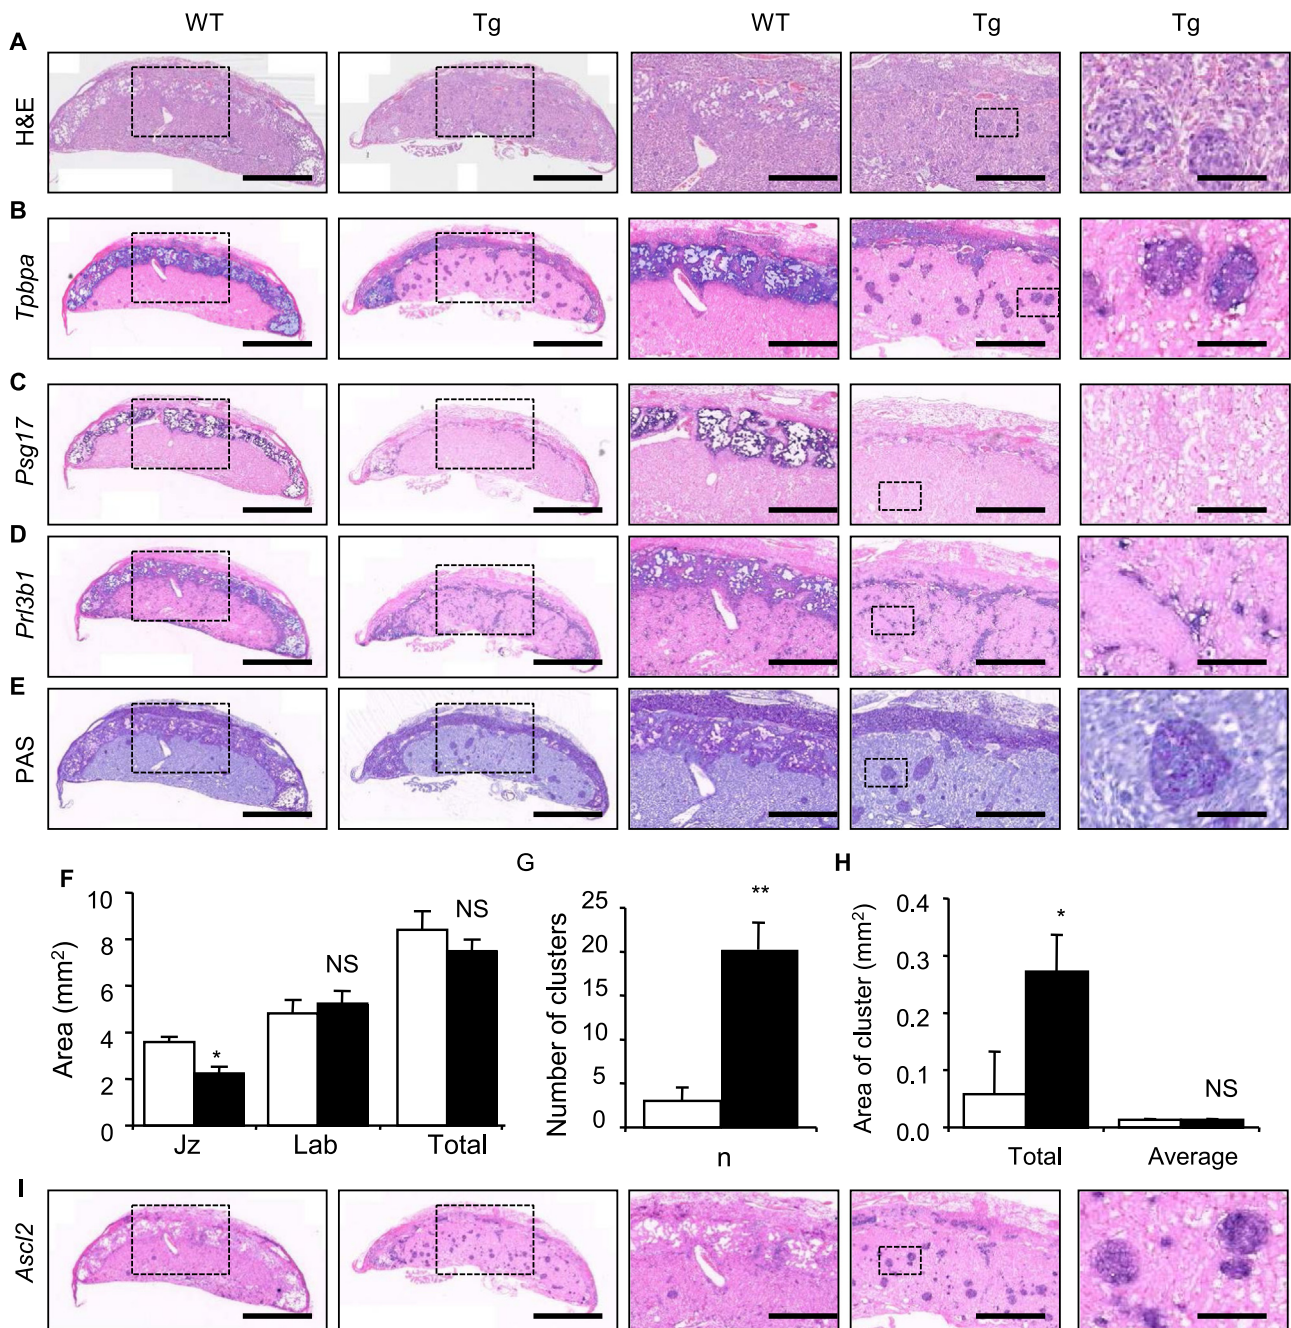 WT Tg WT Tg Tg
A
H&E
B
Tpbpa
C
Psg17
D
Prl3b1
E
PAS
F
Area (mm2)
10
8
6
4
2
0
*
NS
NS
Jz Lab Total
G
Number of clusters
25
20
15
10
5
0
**
n
H
Area of cluster (mm2)
0.4
0.3
0.2
0.1
0.0
*
NS
Total Average
I
Ascl2